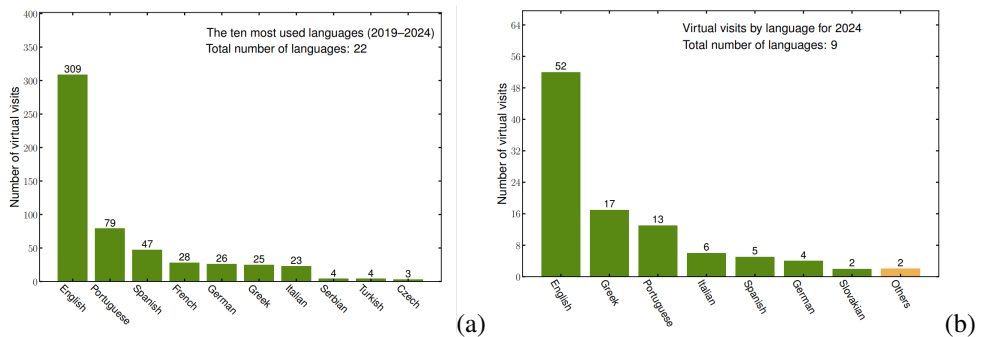 The ten most used languages (2019–2024)
Total number of languages: 22
Number of virtual visits
400
350
300
250
200
150
100
50
0
309
79
47
28
26
25
23
4
4
3
English
Portuguese
Spanish
French
German
Greek
Italian
Serbian
Turkish
Czech
(a)
Virtual visits by language for 2024
Total number of languages: 9
Number of virtual visits
64
56
48
40
32
24
16
8
0
52
17
13
6
5
4
2
2
English
Greek
Portuguese
Italian
Spanish
German
Slovakian
Others
(b)